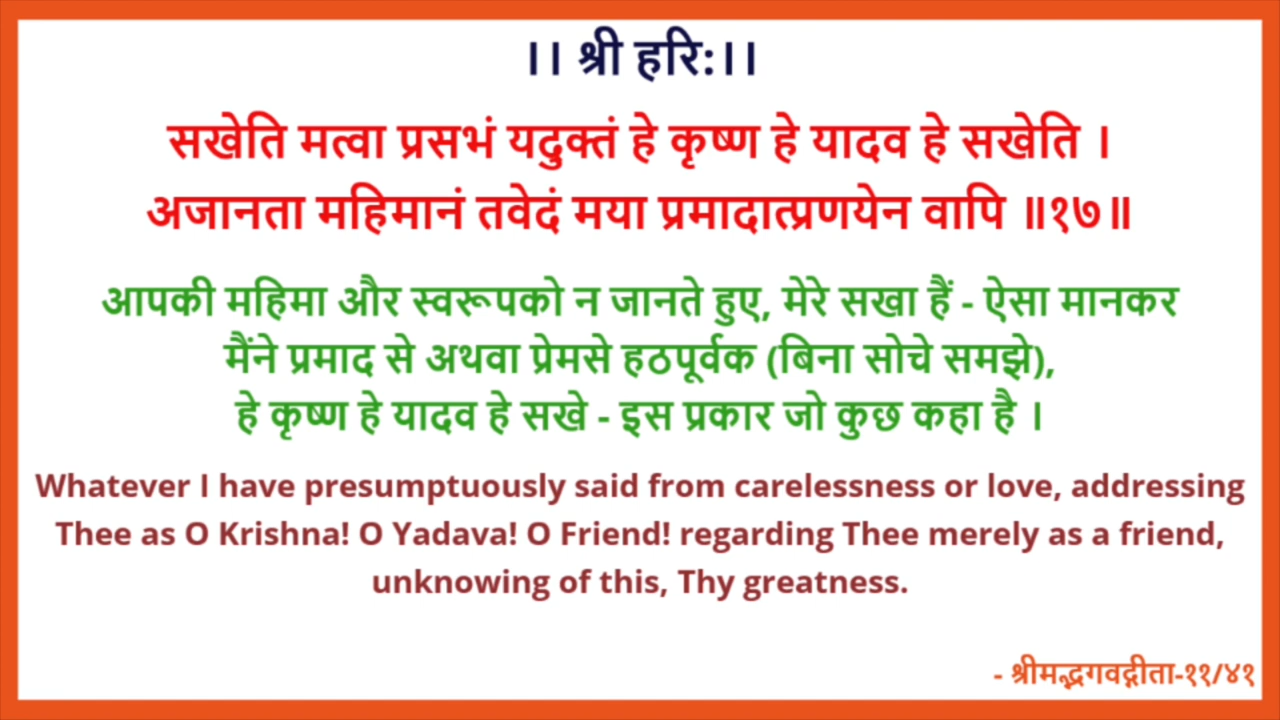 ।। श्री हरि:।।
सखेति मत्वा प्रसभं यदुक्तं हे कृष्ण हे यादव हे सखेति ।
अजानता महिमानं तवेदं मया प्रमादात्प्रणयेन वापि ॥१७॥
आपकी महिमा और स्वरूपको न जानते हुए, मेरे सखा हैं - ऐसा मानकर
मैंने प्रमाद से अथवा प्रेमसे हठपूर्वक (बिना सोचे समझे),
हे कृष्ण हे यादव हे सखे - इस प्रकार जो कुछ कहा है ।
Whatever I have presumptuously said from carelessness or love, addressing
Thee as O Krishna! O Yadava! O Friend! regarding Thee merely as a friend,
unknowing of this, Thy greatness.
- श्रीमद्भगवद्गीता-११/४१